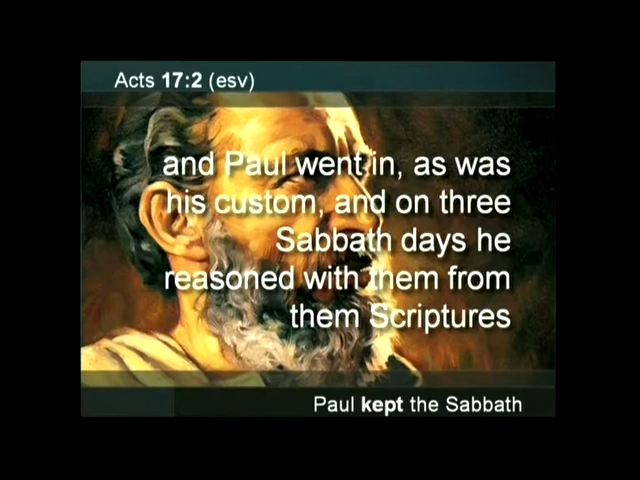 Acts 17:2 (esv)
and Paul went in, as was
his custom, and on three
Sabbath days he
reasoned with them from
them Scriptures
Paul kept the Sabbath